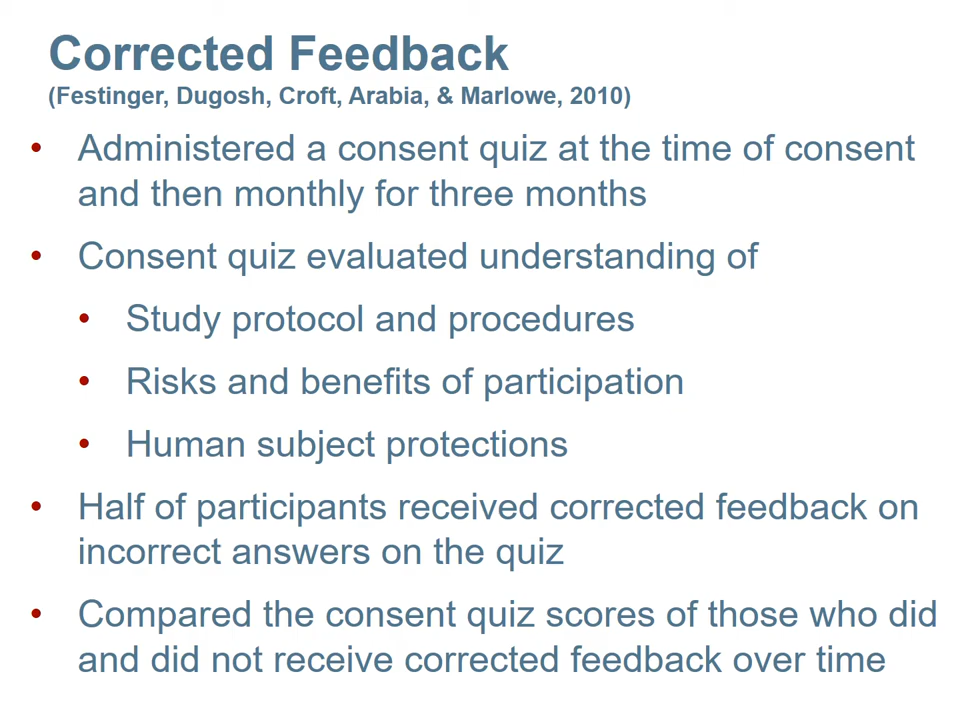 Corrected Feedback
(Festinger, Dugosh, Croft, Arabia, & Marlowe, 2010)
• Administered a consent quiz at the time of consent
and then monthly for three months
• Consent quiz evaluated understanding of
• Study protocol and procedures
• Risks and benefits of participation
• Human subject protections
• Half of participants received corrected feedback on
incorrect answers on the quiz
• Compared the consent quiz scores of those who did
and did not receive corrected feedback over time